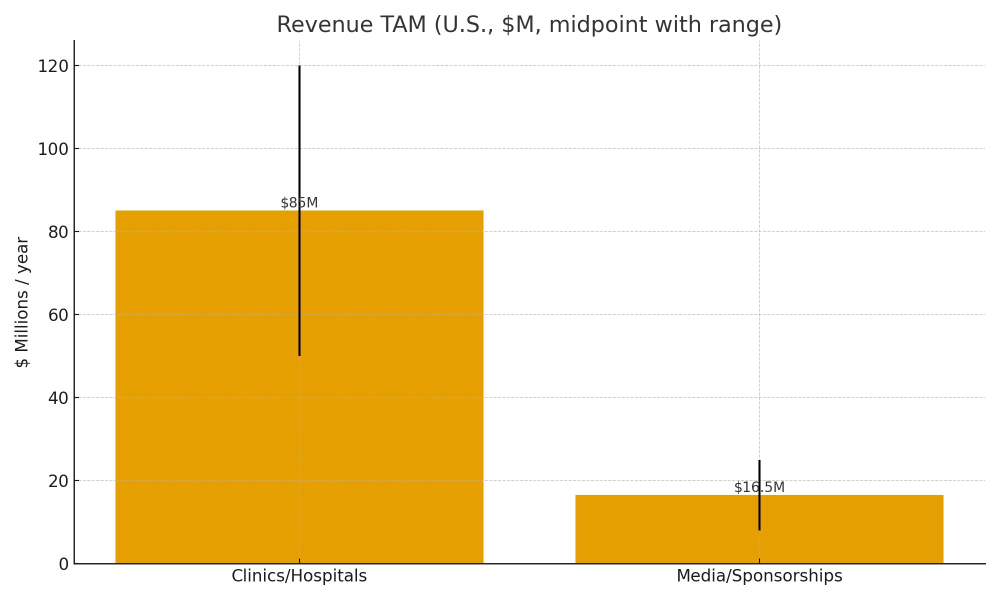 Revenue TAM (U.S., $M, midpoint with range)
$ Millions / year
120
100
80
60
40
20
0
$85M
$16.5M
Clinics/Hospitals
Media/Sponsorships